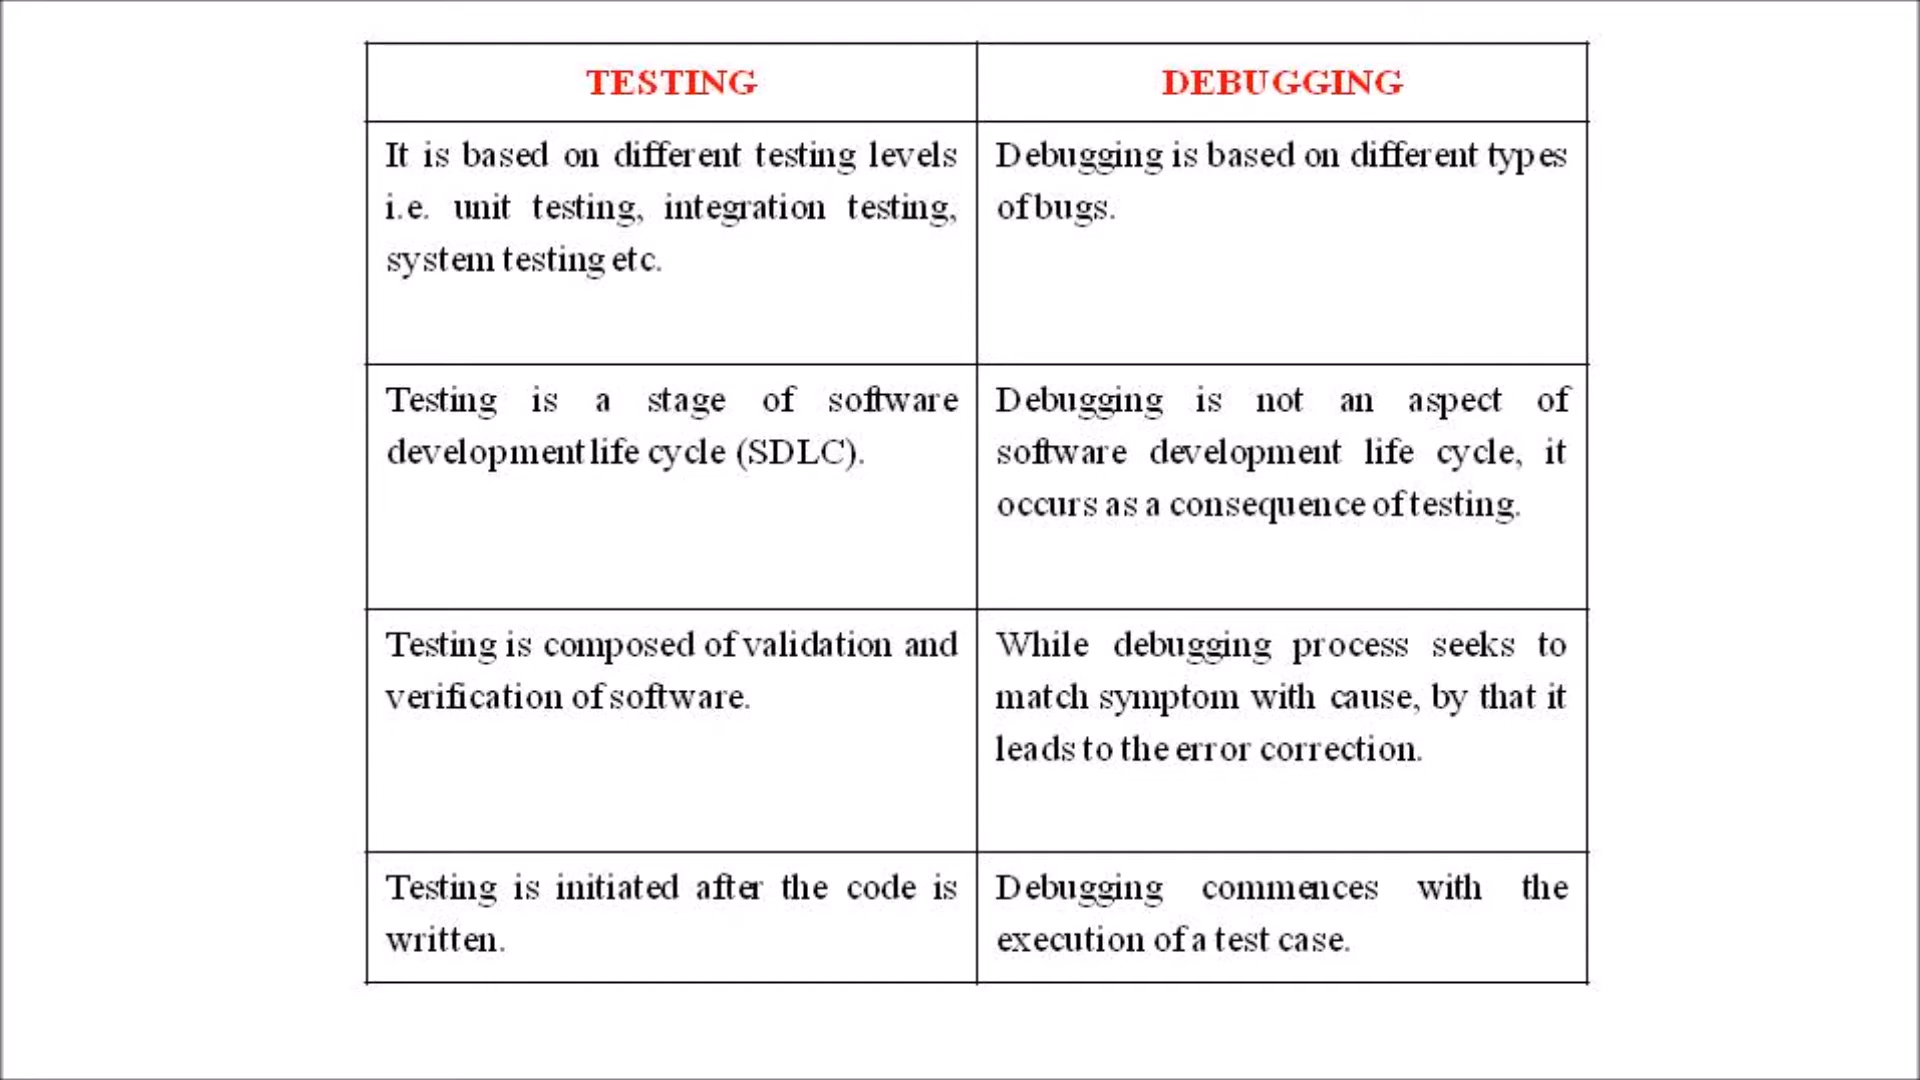 TESTING
DEBUGGING
It is based on different testing levels
i.e. unit testing, integration testing,
system testing etc.
Debugging is based on different types
of bugs.
Testing is a stage of software
development life cycle (SDLC).
Debugging is not an aspect of
software development life cycle, it
occurs as a consequence of testing.
Testing is composed of validation and
verification of software.
While debugging process seeks to
match symptom with cause, by that it
leads to the error correction.
Testing is initiated after the code is
written.
Debugging commences with the
execution of a test case.